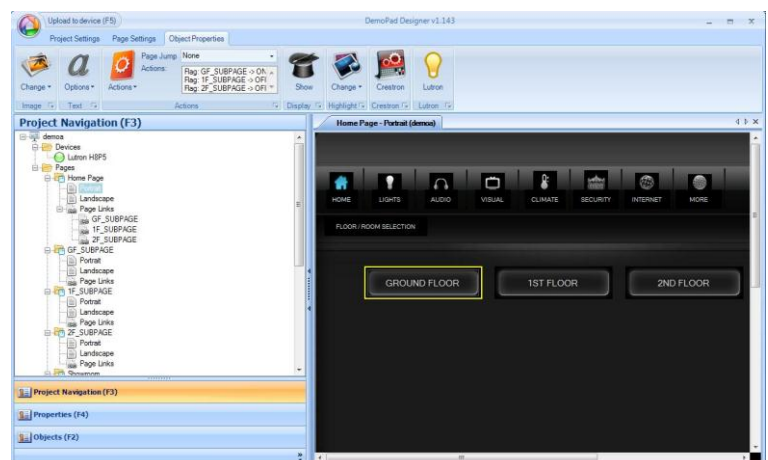 Upload to device (F5)
DemoPad Designer v1.143
Project Settings Page Settings Object Properties
Page Jump None
Actions:
Flag: GF_SUBPAGE -> ON
Flag: 1F_SUBPAGE -> OFF
Flag: 2F_SUBPAGE -> OFF
Change Options Actions Show Change Crestron Lutron
Image Text Actions Display Highlight Crestron Lutron
Project Navigation (F3)
Home Page - Portrait (demoa)
demoa
Devices
Lutron H8P5
Pages
Home Page
Portrait
Landscape
Page Links
GF_SUBPAGE
1F_SUBPAGE
2F_SUBPAGE
GF_SUBPAGE
Portrait
Landscape
Page Links
1F_SUBPAGE
Portrait
Landscape
Page Links
2F_SUBPAGE
Portrait
Landscape
Page Links
Showroom
HOME LIGHTS AUDIO VISUAL CLIMATE SECURITY INTERNET MORE
FLOOR / ROOM SELECTION
GROUND FLOOR 1ST FLOOR 2ND FLOOR
Project Navigation (F3)
Properties (F4)
Objects (F2)